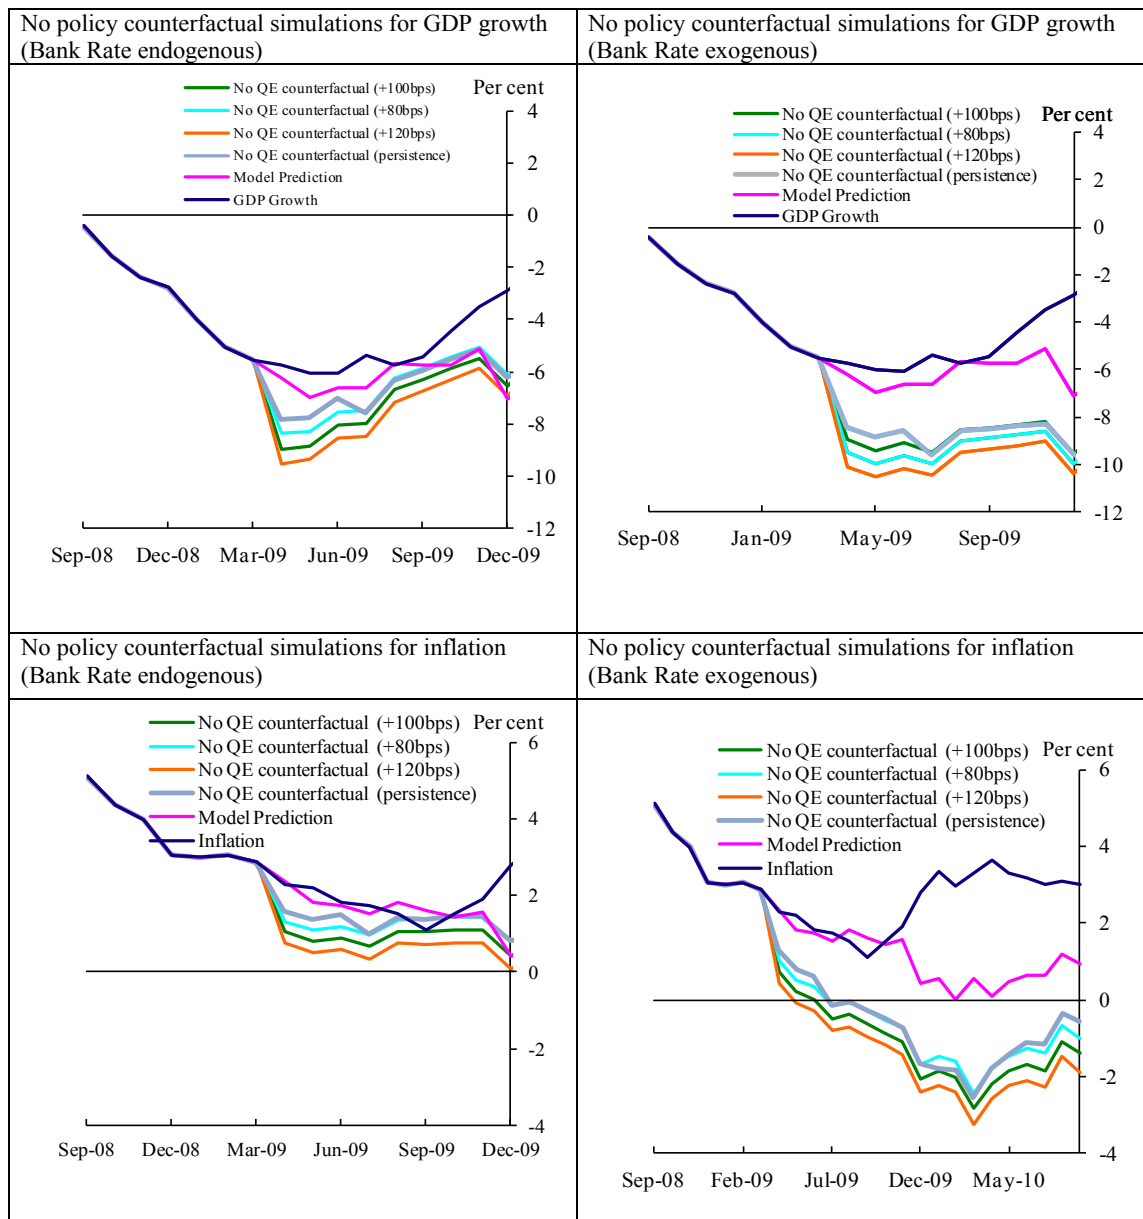 No policy counterfactual simulations for GDP growth
(Bank Rate endogenous)
No QE counterfactual (+100bps)
No QE counterfactual (+80bps)
No QE counterfactual (+120bps)
No QE counterfactual (persistence)
Model Prediction
GDP Growth
Per cent
4
2
0
-2
-4
-6
-8
-10
-12
Sep-08
Dec-08
Mar-09
Jun-09
Sep-09
Dec-09
No policy counterfactual simulations for GDP growth
(Bank Rate exogenous)
No QE counterfactual (+100bps)
No QE counterfactual (+80bps)
No QE counterfactual (+120bps)
No QE counterfactual (persistence)
Model Prediction
GDP Growth
Per cent
4
2
0
-2
-4
-6
-8
-10
-12
Sep-08
Jan-09
May-09
Sep-09
No policy counterfactual simulations for inflation
(Bank Rate endogenous)
No QE counterfactual (+100bps)
No QE counterfactual (+80bps)
No QE counterfactual (+120bps)
No QE counterfactual (persistence)
Model Prediction
Inflation
Per cent
6
4
2
0
-2
-4
Sep-08
Dec-08
Mar-09
Jun-09
Sep-09
Dec-09
No policy counterfactual simulations for inflation
(Bank Rate exogenous)
No QE counterfactual (+100bps)
No QE counterfactual (+80bps)
No QE counterfactual (+120bps)
No QE counterfactual (persistence)
Model Prediction
Inflation
Per cent
6
4
2
0
-2
-4
Sep-08
Feb-09
Jul-09
Dec-09
May-10